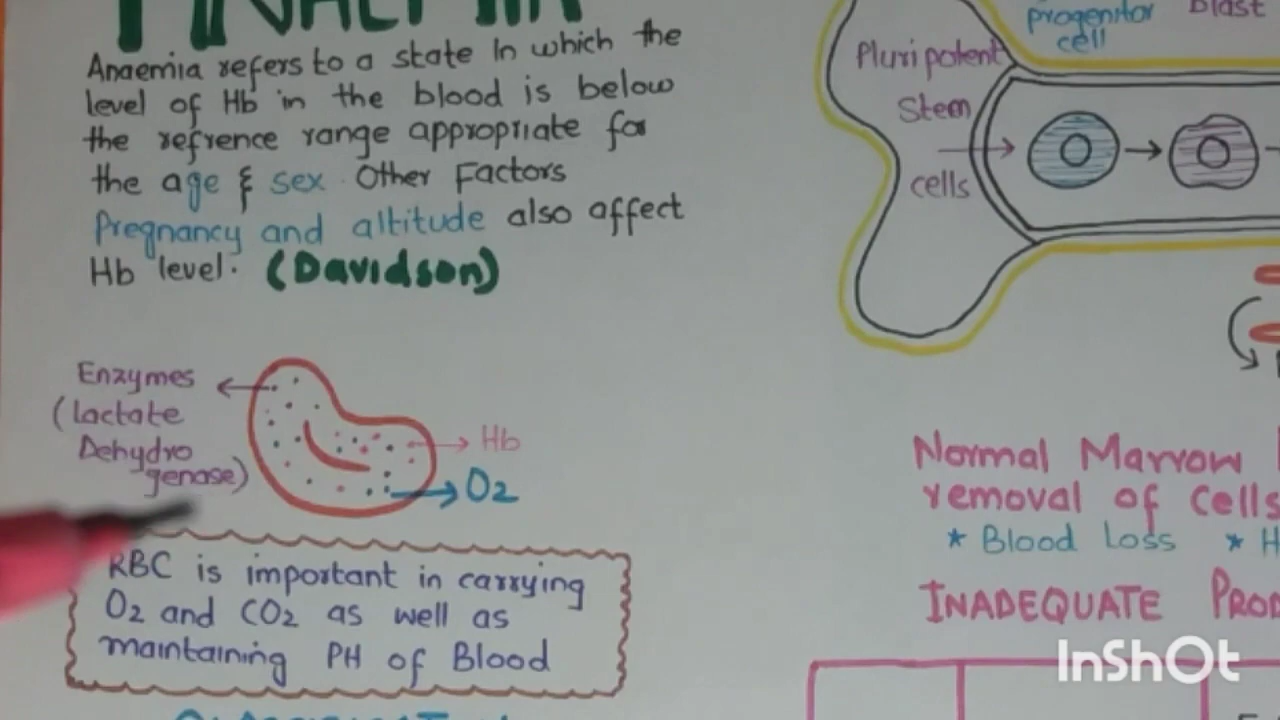 ANAEMIA
Anaemia refers to a state In which the
level of Hb in the blood is below
the refrence range appropriate for
the age & sex. Other Factors
Pregnancy and altitude also affect
Hb level. (Davidson)
Enzymes
(Lactate
Dehydro
genase)
Hb
O2
RBC is important in carrying
O2 and CO2 as well as
maintaining PH of Blood
progenitor
cell
blast
Pluripotent
Stem
cells
Normal Marrow
removal of cells
* Blood Loss * H
INADEQUATE PROD
InShOt